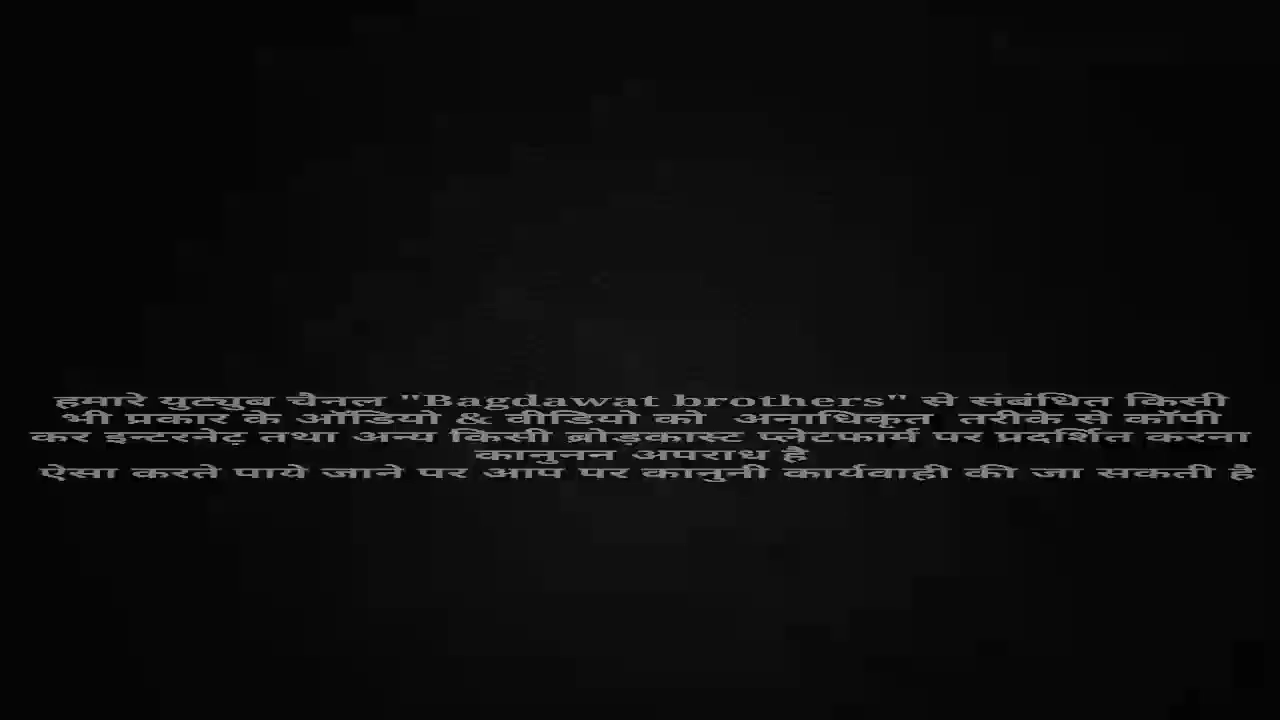 हमारे युट्युब चैनल "Bagdawat brothers" से संबंधित किसी
भी प्रकार के ऑडियो & वीडियो को अनाधिकृत तरीके से कॉपी
कर इन्टरनेट़ तथा अन्य किसी ब्रोड़कास्ट प्लेटफार्म पर प्रदर्शित करना
कानुनन अपराध है
ऐसा करते पाये जाने पर आप पर कानुनी कार्यवाही की जा सकती है